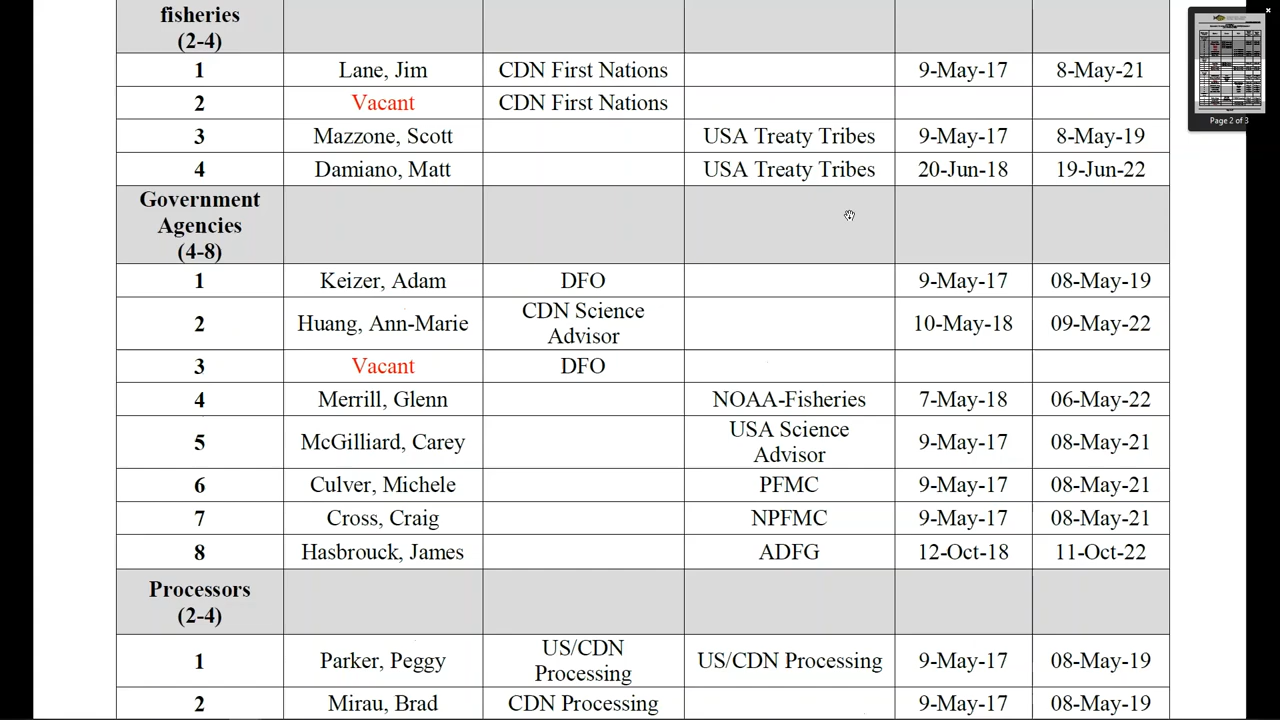 fisheries
(2-4)
1 Lane, Jim CDN First Nations 9-May-17 8-May-21
2 Vacant CDN First Nations
3 Mazzone, Scott USA Treaty Tribes 9-May-17 8-May-19
4 Damiano, Matt USA Treaty Tribes 20-Jun-18 19-Jun-22
Government
Agencies
(4-8)
1 Keizer, Adam DFO 9-May-17 08-May-19
2 Huang, Ann-Marie CDN Science
Advisor 10-May-18 09-May-22
3 Vacant DFO
4 Merrill, Glenn NOAA-Fisheries 7-May-18 06-May-22
5 McGilliard, Carey USA Science
Advisor 9-May-17 08-May-21
6 Culver, Michele PFMC 9-May-17 08-May-21
7 Cross, Craig NPFMC 9-May-17 08-May-21
8 Hasbrouck, James ADFG 12-Oct-18 11-Oct-22
Processors
(2-4)
1 Parker, Peggy US/CDN
Processing US/CDN Processing 9-May-17 08-May-19
2 Mirau, Brad CDN Processing 9-May-17 08-May-19
Page 2 of 3